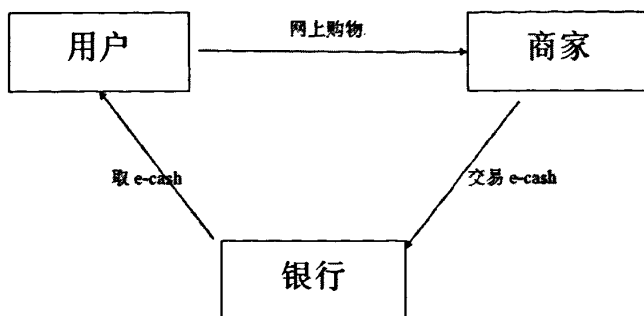 用户
网上购物
商家
取 e-cash
交易 e-cash
银行